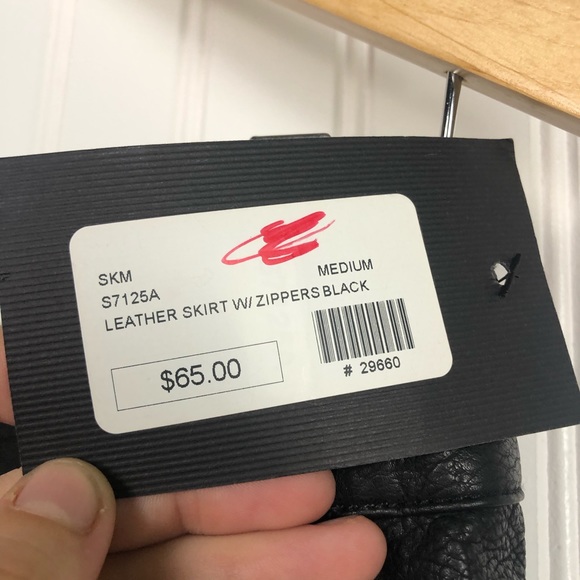 SKM
MEDIUM
S7125A
LEATHER SKIRT W/ ZIPPERS BLACK
$65.00
# 29660